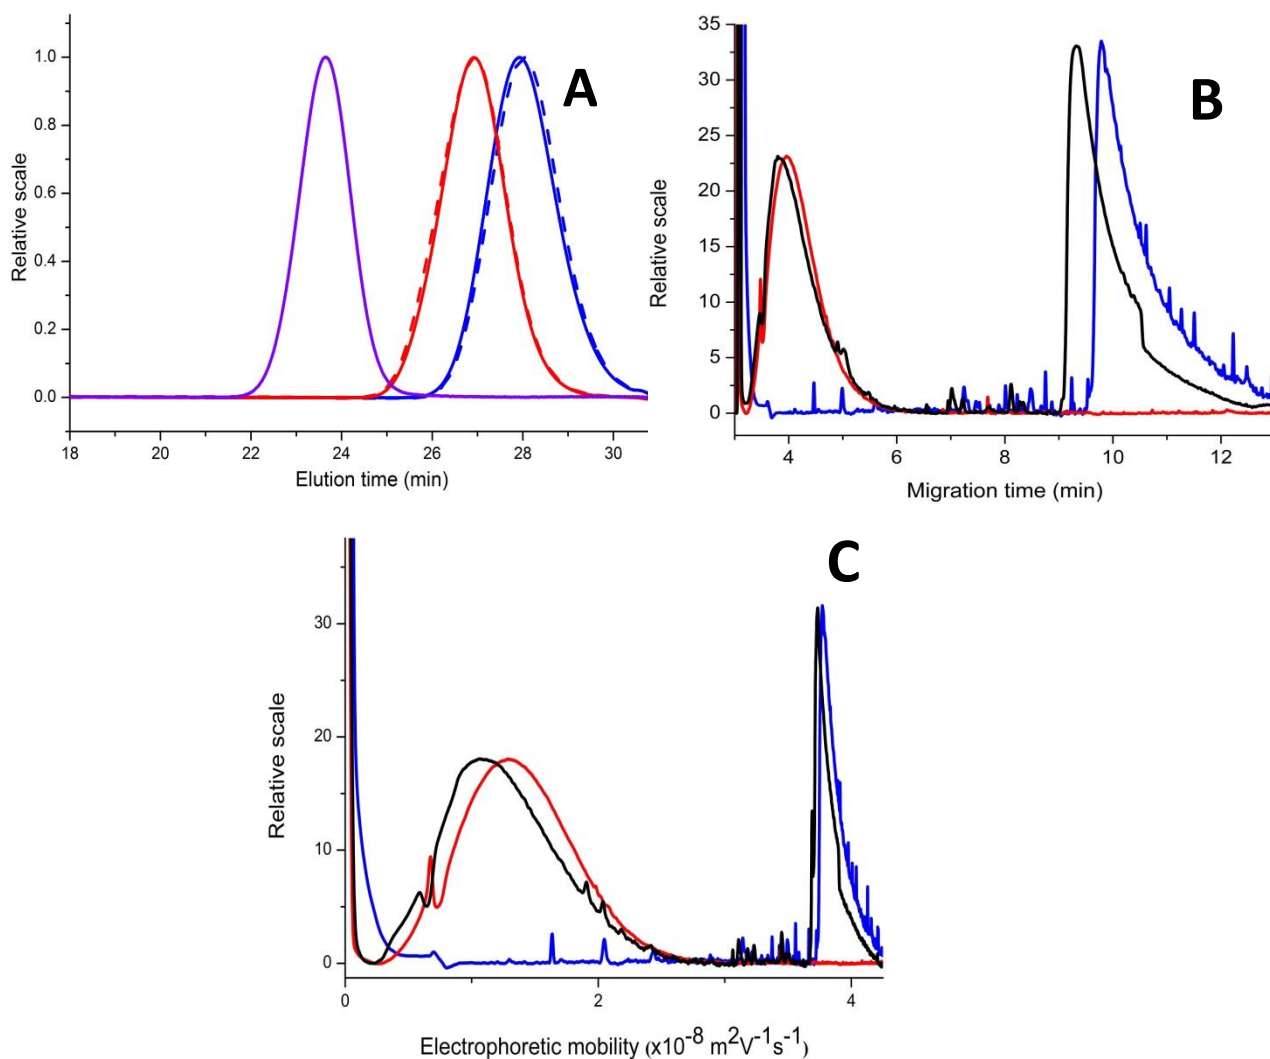 A
1.0
0.8
0.6
0.4
0.2
0.0
Relative scale
18 20 22 24 26 28 30
Elution time (min)
B
35
30
25
20
15
10
5
0
Relative scale
4 6 8 10 12
Migration time (min)
C
30
20
10
0
Relative scale
0 2 4
Electrophoretic mobility (x10⁻⁸ m²V⁻¹s⁻¹)